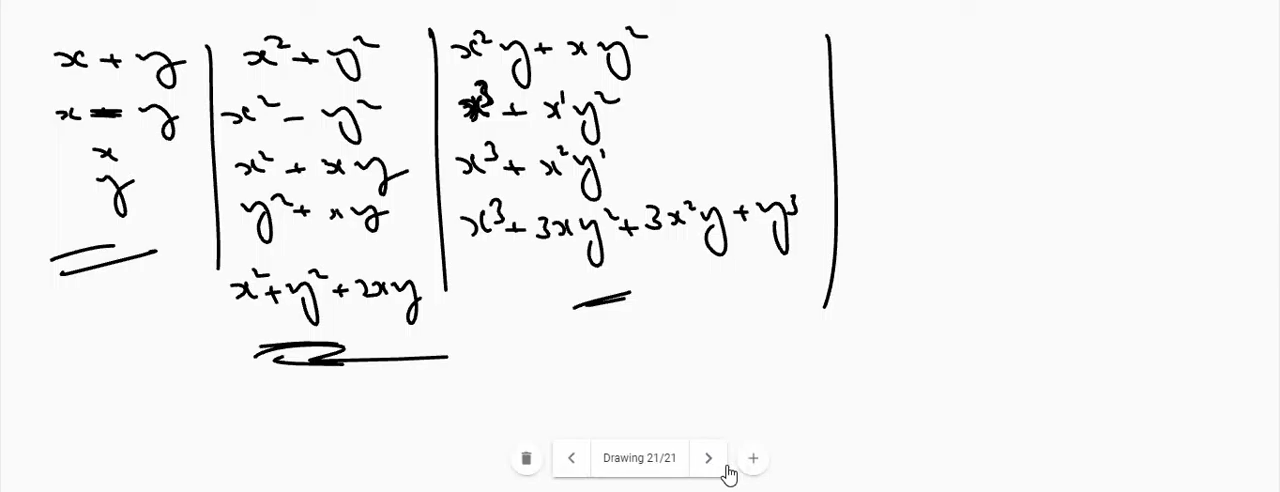 x + y
x - y
x
y
x² + y²
x² - y²
x² + xy
y² + xy
x² + y² + 2xy
x²y + xy²
x³ + x¹y²
x³ + x²y¹
x³ + 3xy² + 3x²y + y³
Drawing 21/21